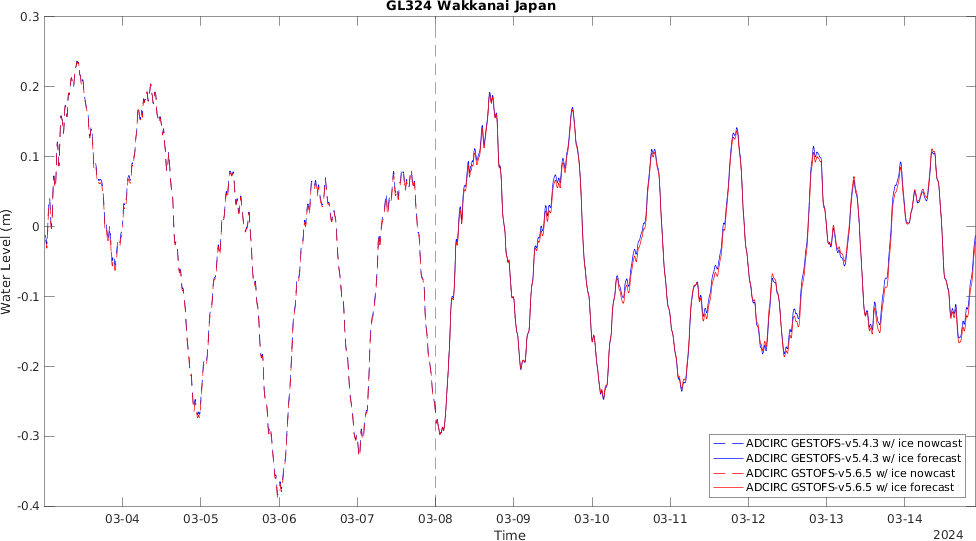 GL324 Wakkanai Japan
0.3
0.2
0.1
0
-0.1
-0.2
-0.3
-0.4
Water Level (m)
ADCIRC GESTOFS-v5.4.3 w/ ice nowcast
ADCIRC GESTOFS-v5.4.3 w/ ice forecast
ADCIRC GSTOFS-v5.6.5 w/ ice nowcast
ADCIRC GSTOFS-v5.6.5 w/ ice forecast
03-04 03-05 03-06 03-07 03-08 03-09 03-10 03-11 03-12 03-13 03-14
Time 2024